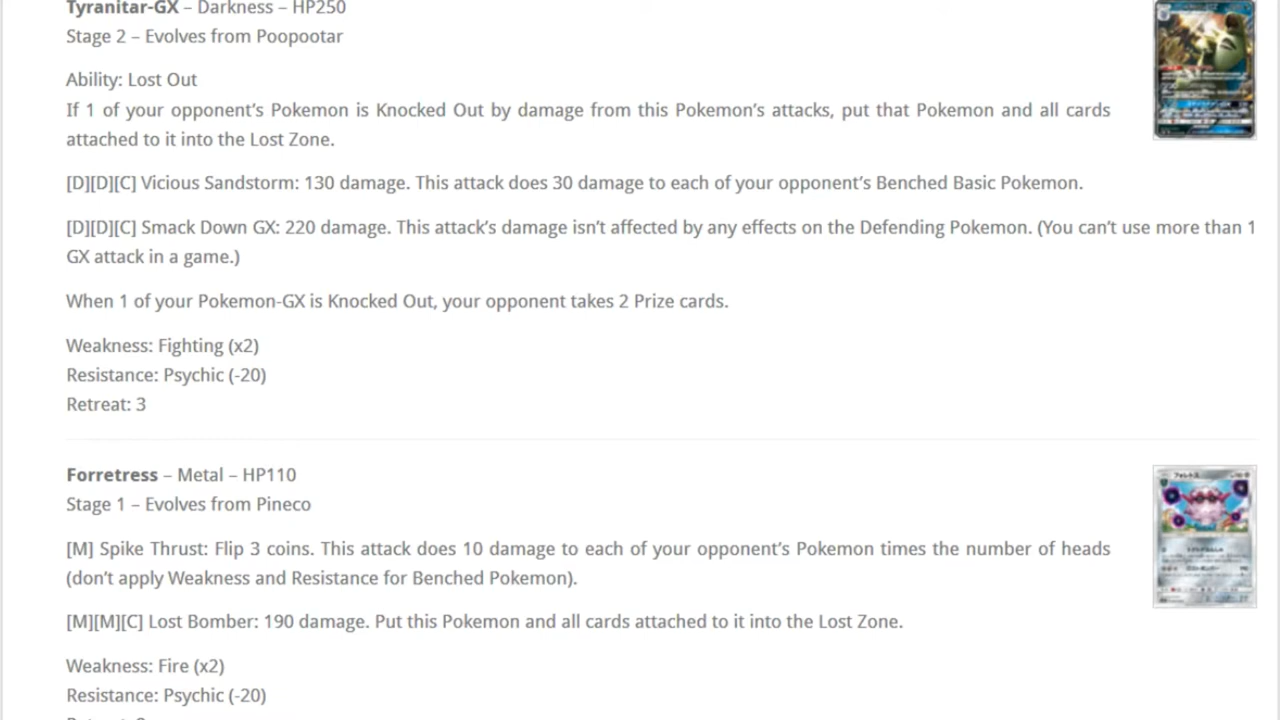 Tyranitar-GX – Darkness – HP250
Stage 2 – Evolves from Poopootar
Ability: Lost Out
If 1 of your opponent's Pokemon is Knocked Out by damage from this Pokemon's attacks, put that Pokemon and all cards
attached to it into the Lost Zone.
[D][D][C] Vicious Sandstorm: 130 damage. This attack does 30 damage to each of your opponent's Benched Basic Pokemon.
[D][D][C] Smack Down GX: 220 damage. This attack's damage isn't affected by any effects on the Defending Pokemon. (You can't use more than 1
GX attack in a game.)
When 1 of your Pokemon-GX is Knocked Out, your opponent takes 2 Prize cards.
Weakness: Fighting (x2)
Resistance: Psychic (-20)
Retreat: 3
Forretress – Metal – HP110
Stage 1 – Evolves from Pineco
[M] Spike Thrust: Flip 3 coins. This attack does 10 damage to each of your opponent's Pokemon times the number of heads
(don't apply Weakness and Resistance for Benched Pokemon).
[M][M][C] Lost Bomber: 190 damage. Put this Pokemon and all cards attached to it into the Lost Zone.
Weakness: Fire (x2)
Resistance: Psychic (-20)